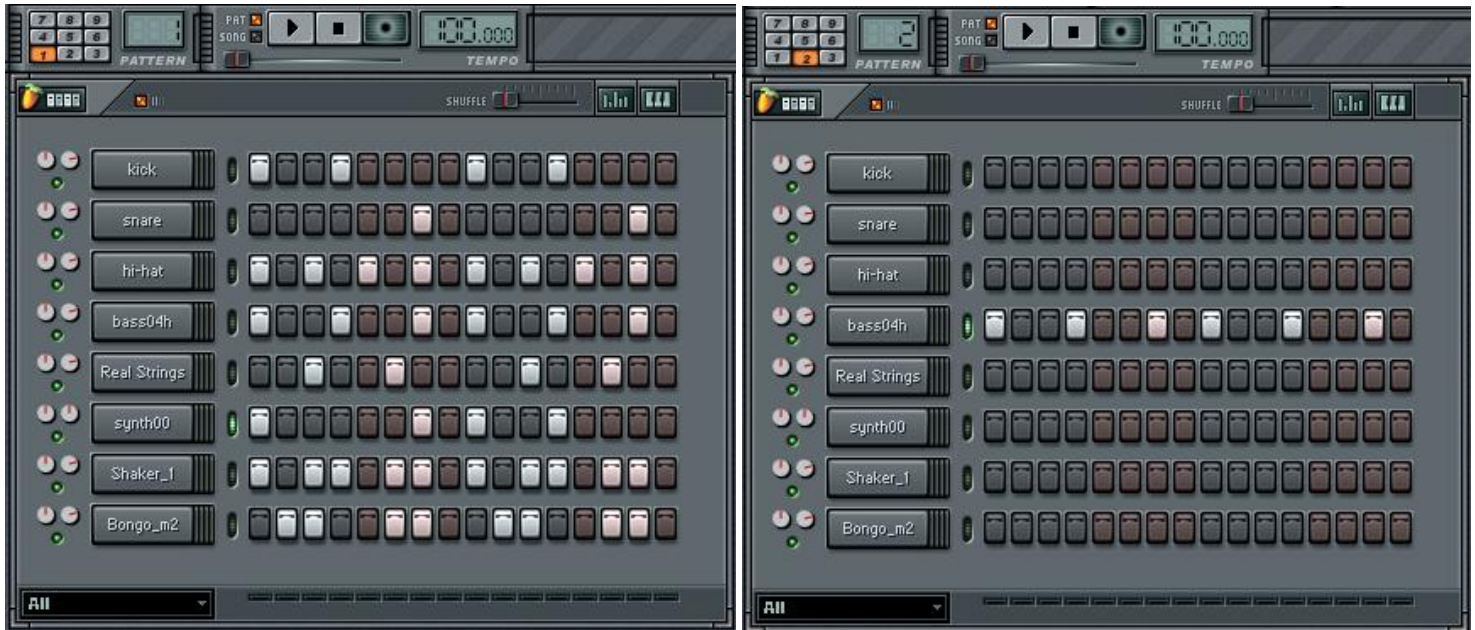 7 8 9
4 5 6
1 2 3
1
PATTERN
PAT
SONG
100.000
TEMPO
SHUFFLE
kick
snare
hi-hat
bass04h
Real Strings
synth00
Shaker_1
Bongo_m2
All
7 8 9
4 5 6
1 2 3
2
PATTERN
PAT
SONG
100.000
TEMPO
SHUFFLE
kick
snare
hi-hat
bass04h
Real Strings
synth00
Shaker_1
Bongo_m2
All